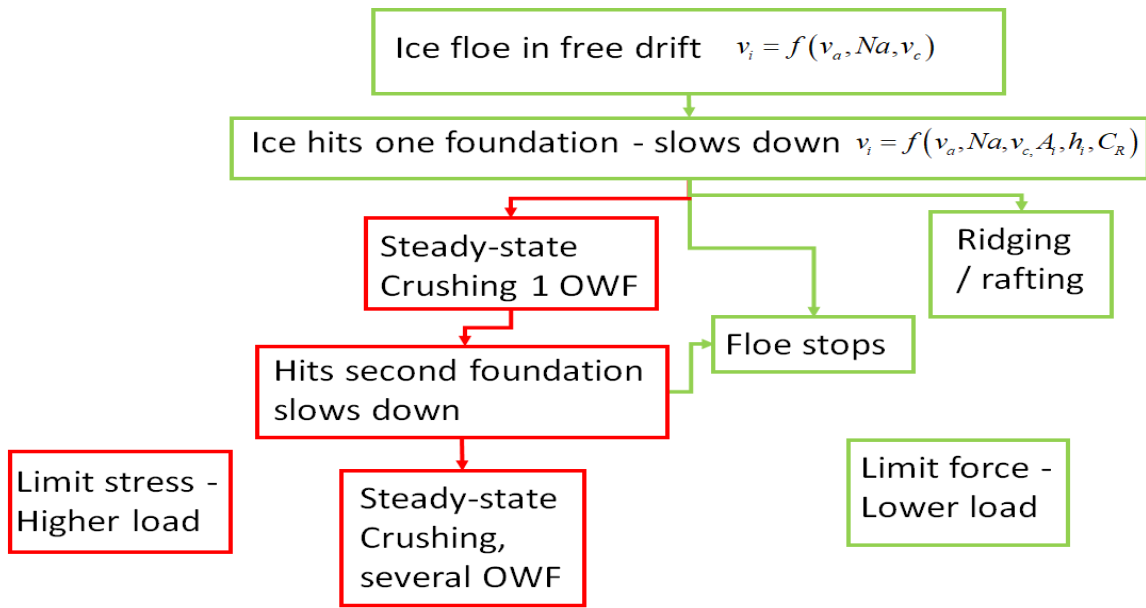 Ice floe in free drift v_i = f(v_a, Na, v_c)
Ice hits one foundation - slows down v_i = f(v_a, Na, v_c, A_i, h_i, C_R)
Steady-state
Crushing 1 OWF
Ridging
/ rafting
Floe stops
Hits second foundation
slows down
Limit stress -
Higher load
Steady-state
Crushing,
several OWF
Limit force -
Lower load